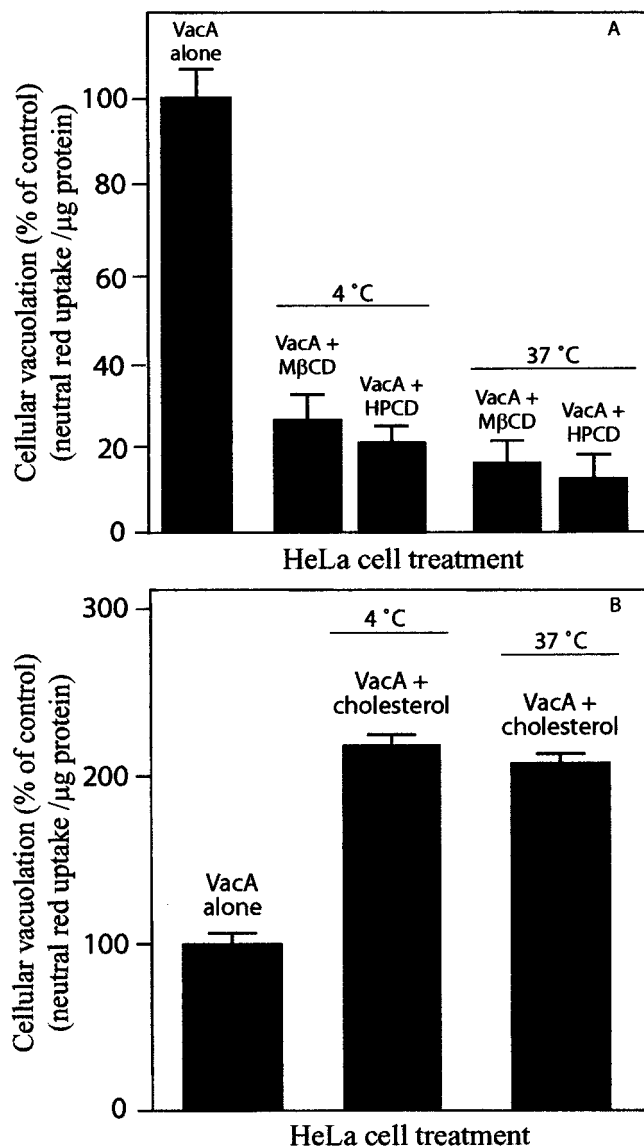 A
VacA
alone
100
80
60
40
20
0
4 °C
VacA +
MβCD
VacA +
HPCD
37 °C
VacA +
MβCD
VacA +
HPCD
Cellular vacuolation (% of control)
(neutral red uptake /µg protein)
HeLa cell treatment
B
300
200
100
0
4 °C
VacA +
cholesterol
37 °C
VacA +
cholesterol
VacA
alone
Cellular vacuolation (% of control)
(neutral red uptake /µg protein)
HeLa cell treatment